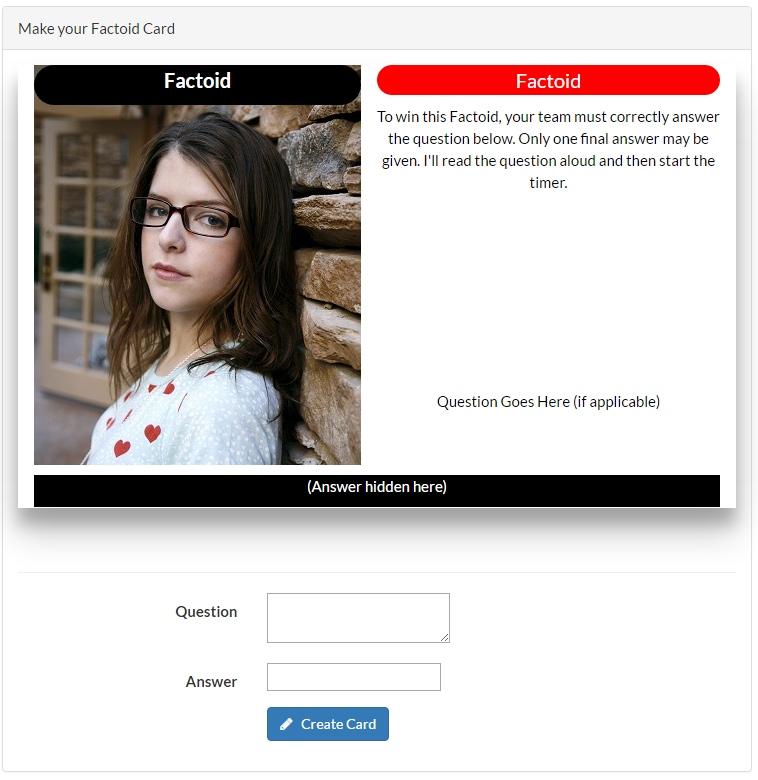 Make your Factoid Card
Factoid
Factoid
To win this Factoid, your team must correctly answer
the question below. Only one final answer may be
given. I'll read the question aloud and then start the
timer.
Question Goes Here (if applicable)
(Answer hidden here)
Question
Answer
Create Card